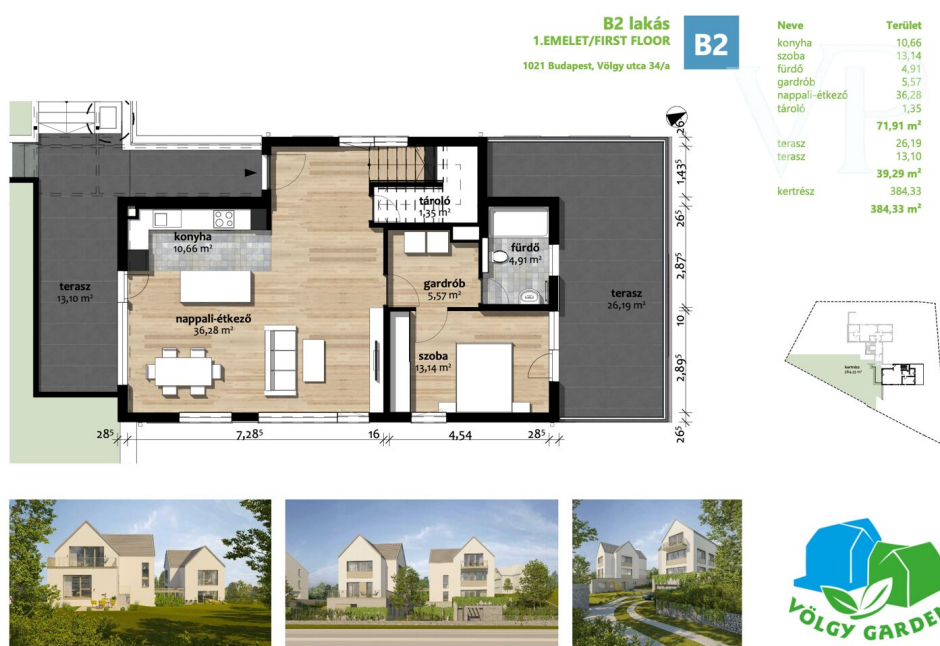 B2 lakás
1.EMELET/FIRST FLOOR
1021 Budapest, Völgy utca 34/a
B2
Neve Terület
konyha 10,66
szoba 13,14
fürdő 4,91
gardrób 5,57
nappali-étkező 36,28
tároló 1,35
71,91 m²
terasz 26,19
terasz 13,10
39,29 m²
kertrész 384,33
384,33 m²
VP
tároló
1,35 m²
konyha
10,66 m²
fürdő
4,91 m²
gardrób
5,57 m²
terasz
13,10 m²
terasz
26,19 m²
nappali-étkező
36,28 m²
szoba
13,14 m²
26⁵
1,43⁵
26⁵
2,87⁵
10
2,89⁵
26⁵
28⁵ 7,28⁵ 16 4,54 28⁵
kertrész
VÖLGY GARDEN